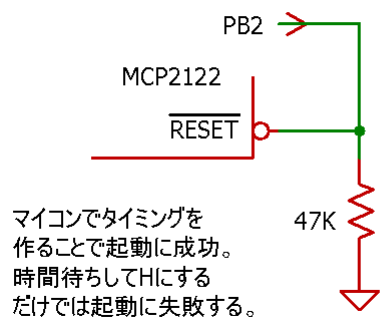 PB2
MCP2122
RESET
47K
マイコンでタイミングを
作ることで起動に成功。
時間待ちしてHにする
だけでは起動に失敗する。